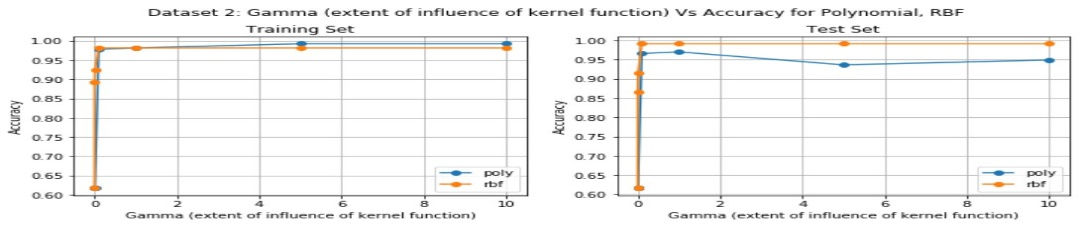 Dataset 2: Gamma (extent of influence of kernel function) Vs Accuracy for Polynomial, RBF
Training Set
1.00
0.95
0.90
0.85
0.80
0.75
0.70
0.65
0.60
Accuracy
0 2 4 6 8 10
Gamma (extent of influence of kernel function)
poly
rbf
Test Set
1.00
0.95
0.90
0.85
0.80
0.75
0.70
0.65
0.60
Accuracy
0 2 4 6 8 10
Gamma (extent of influence of kernel function)
poly
rbf